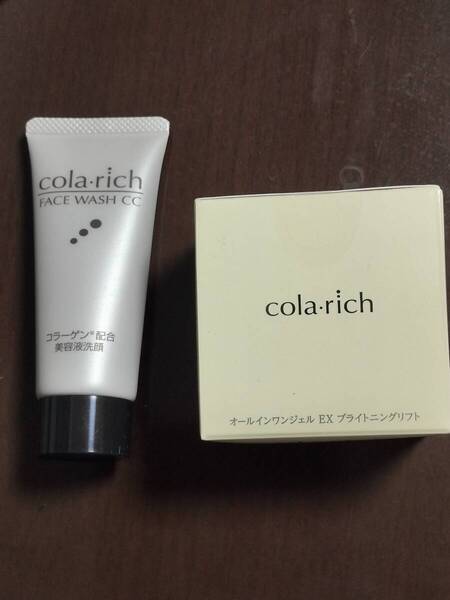 cola·rich
FACE WASH CC
コラーゲン※配合
美容液洗顔
cola·rich
オールインワンジェル EX ブライトニングリフト